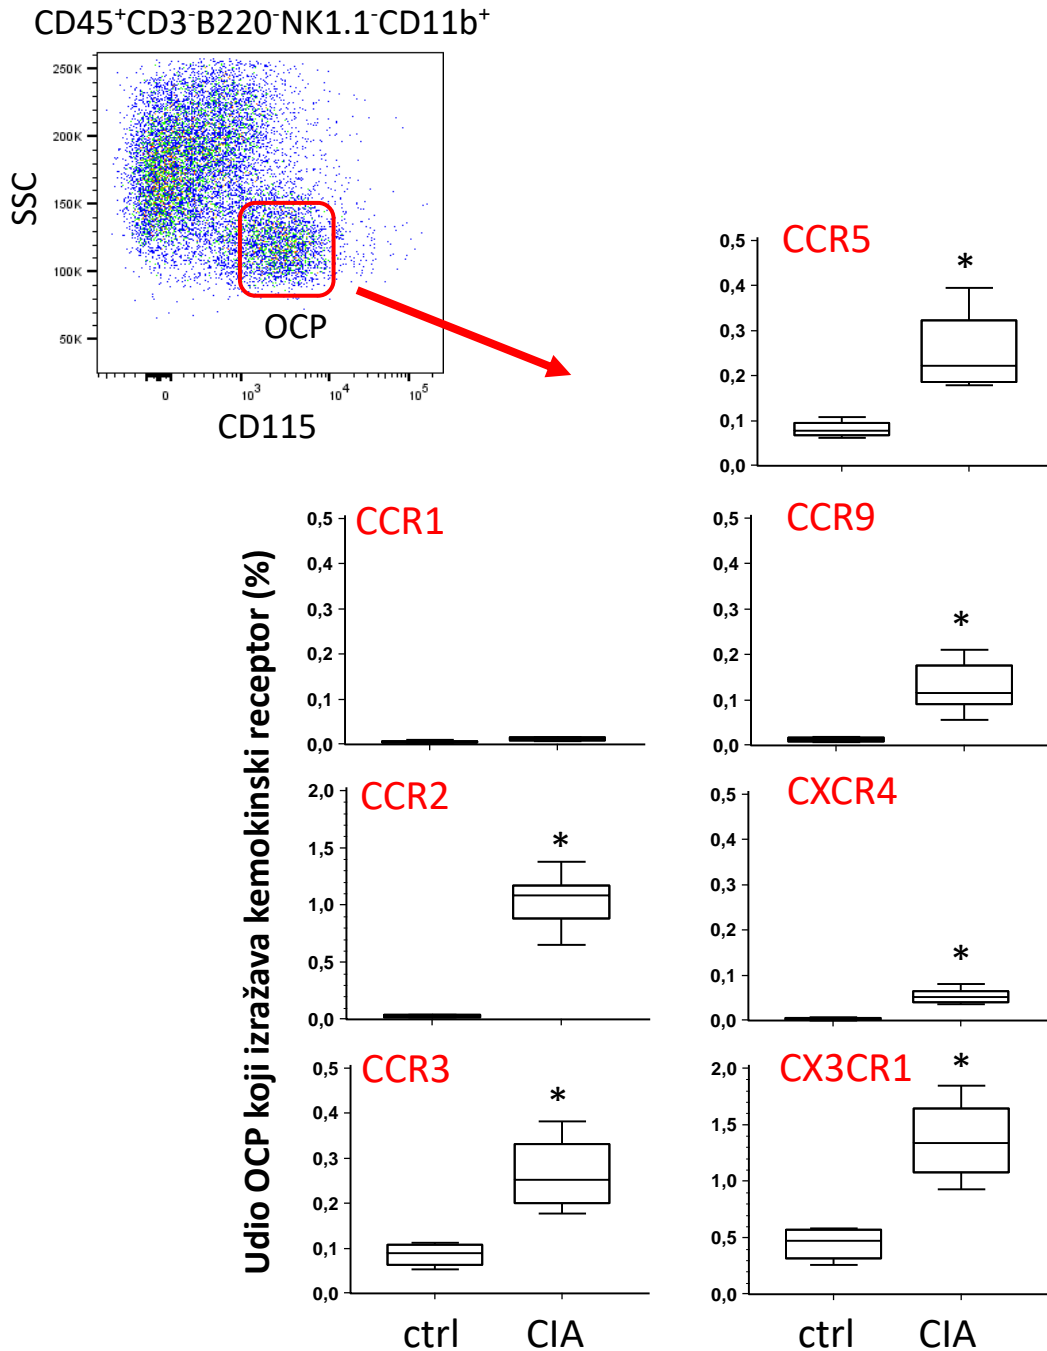 CD45⁺CD3⁻B220⁻NK1.1⁻CD11b⁺
250K
200K
150K
100K
50K
SSC
OCP
0
10³
10⁴
10⁵
CD115
CCR5
*
0,5
0,4
0,3
0,2
0,1
0,0
Udio OCP koji izražava kemokinski receptor (%)
CCR1
0,5
0,4
0,3
0,2
0,1
0,0
CCR9
*
0,5
0,4
0,3
0,2
0,1
0,0
CCR2
*
2,0
1,5
1,0
0,5
0,0
CXCR4
*
0,5
0,4
0,3
0,2
0,1
0,0
CCR3
*
0,5
0,4
0,3
0,2
0,1
0,0
CX3CR1
*
2,0
1,5
1,0
0,5
0,0
ctrl CIA
ctrl CIA